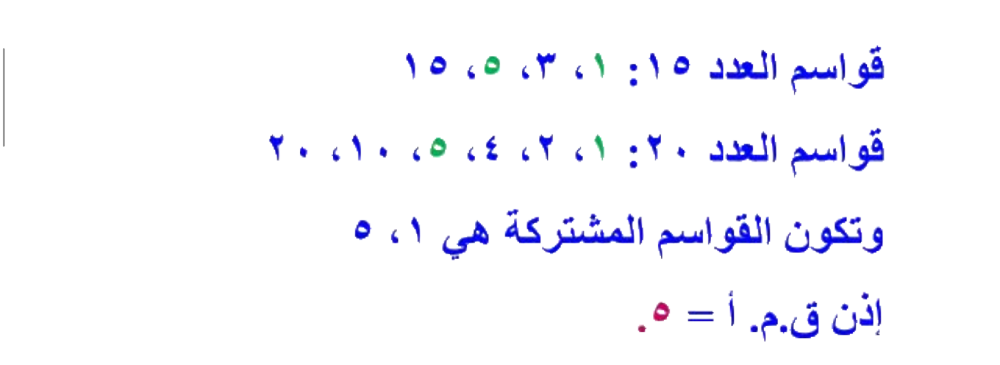 قواسم العدد ١٥: ١، ٣، ٥، ١٥
قواسم العدد ٢٠: ١، ٢، ٤، ٥، ١٠، ٢٠
وتكون القواسم المشتركة هي ١، ٥
إذن ق.م. أ = ٥.